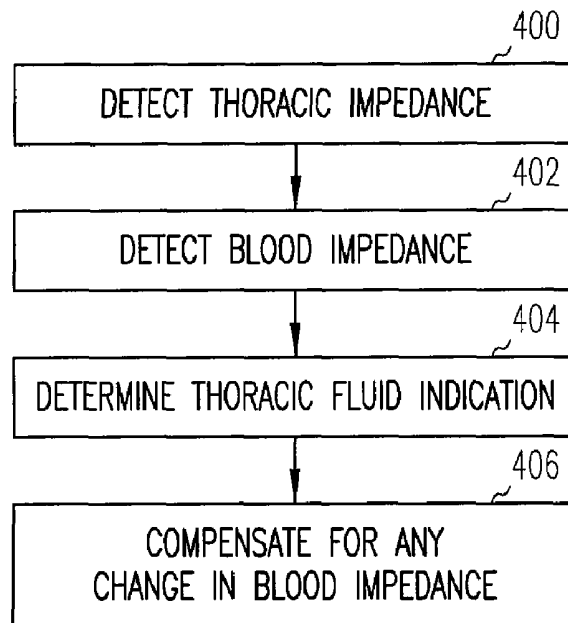 400
DETECT THORACIC IMPEDANCE
402
DETECT BLOOD IMPEDANCE
404
DETERMINE THORACIC FLUID INDICATION
406
COMPENSATE FOR ANY
CHANGE IN BLOOD IMPEDANCE